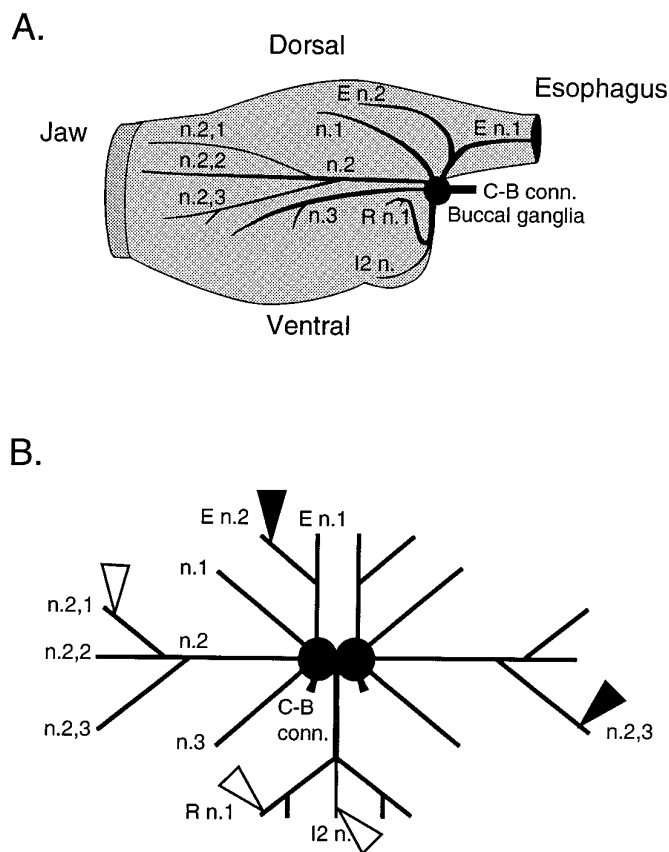 A.
Dorsal
Esophagus
E n.2
Jaw
n.2,1
n.1
E n.1
n.2,2
n.2
n.2,3
C-B conn.
n.3
R n.1
Buccal ganglia
I2 n.
Ventral
B.
E n.2
E n.1
n.1
n.2,1
n.2
n.2,2
n.2,3
C-B
conn.
n.3
n.2,3
R n.1
I2 n.